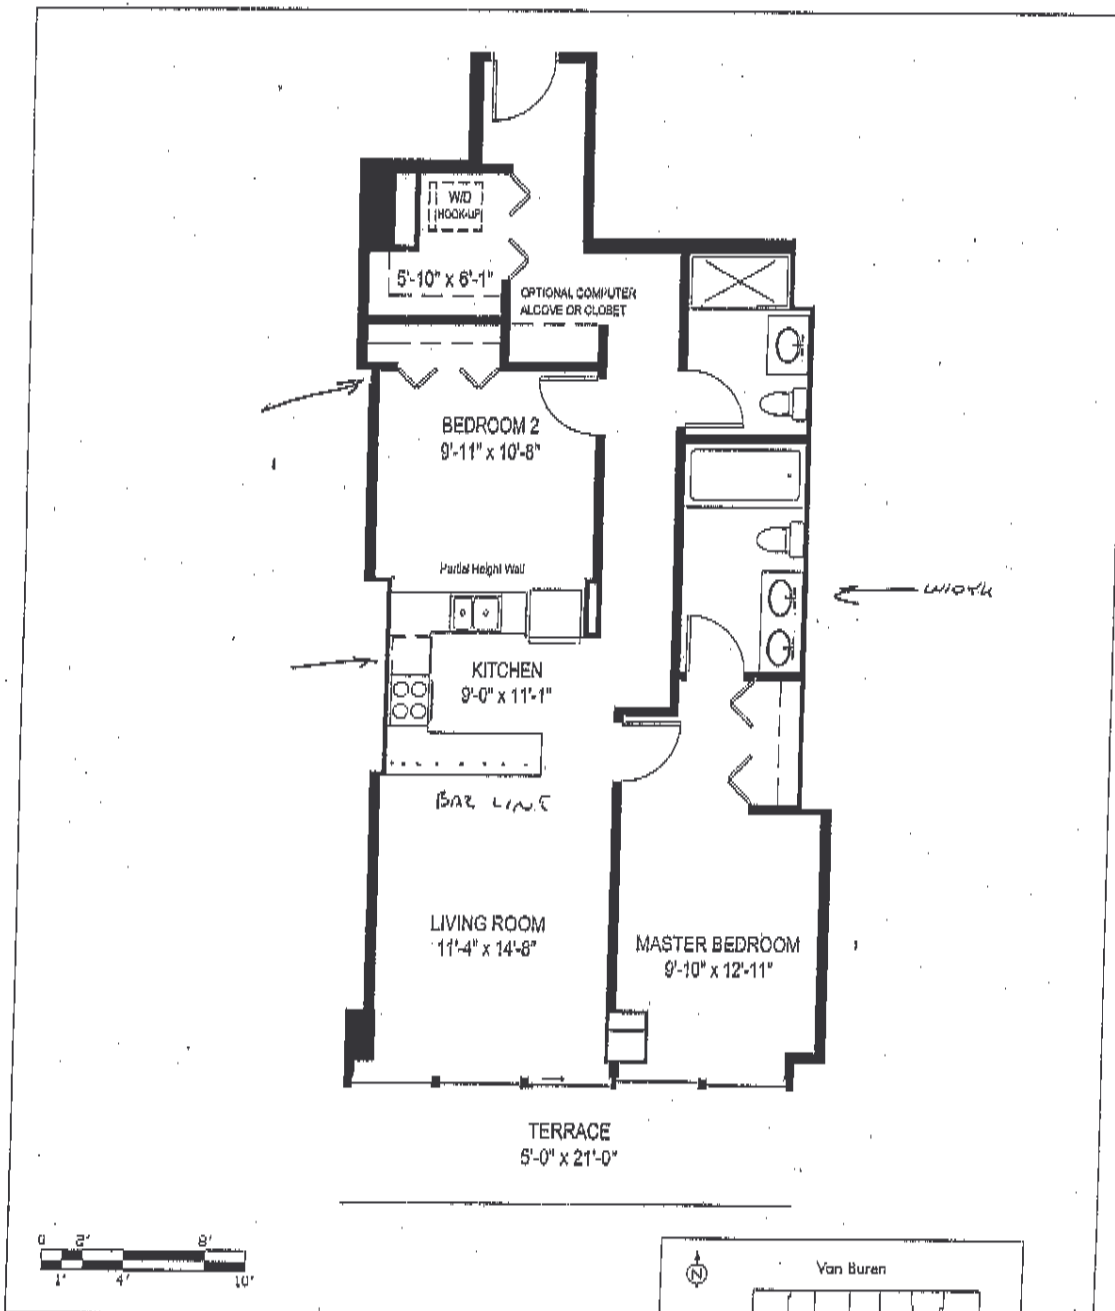 W/D
HOOK-UP
5'-10" x 6'-1"
OPTIONAL COMPUTER
ALCOVE OR CLOSET
BEDROOM 2
9'-11" x 10'-8"
Partial Height Wall
WORK
KITCHEN
9'-0" x 11'-1"
BAR LINE
LIVING ROOM
11'-4" x 14'-8"
MASTER BEDROOM
9'-10" x 12'-11"
TERRACE
5'-0" x 21'-0"
0 2' 8'
1' 4' 10'
N
Van Buren